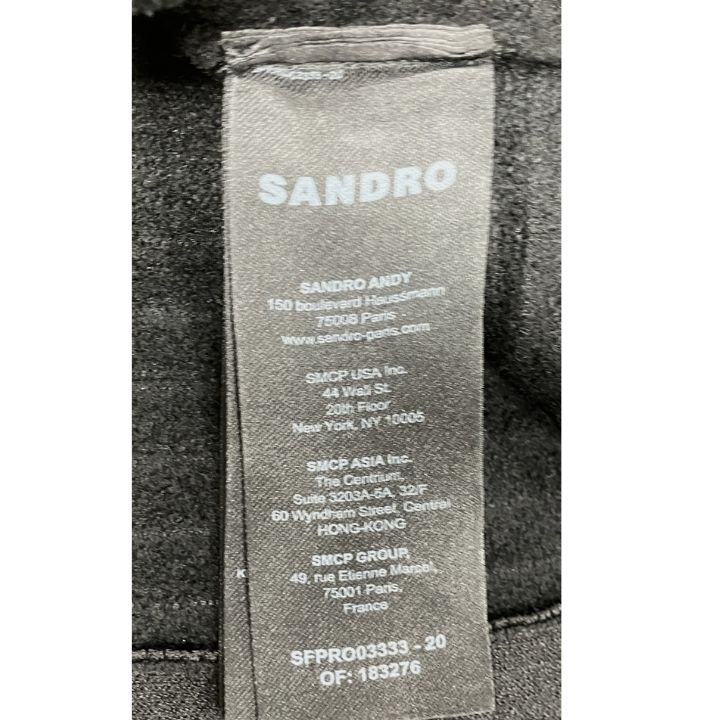 SANDRO
SANDRO ANDY
150 boulevard Haussmann
75008 Paris
www.sandro-paris.com
SMCP USA Inc.
44 Wall St
20th Floor
New York, NY 10005
SMCP ASIA Inc.
The Centrium,
Suite 3203A-5A, 32/F
60 Wyndham Street, Central
HONG-KONG
SMCP GROUP,
49, rue Etienne Marcel,
75001 Paris,
France
K
SFPRO03333 - 20
OF: 183276